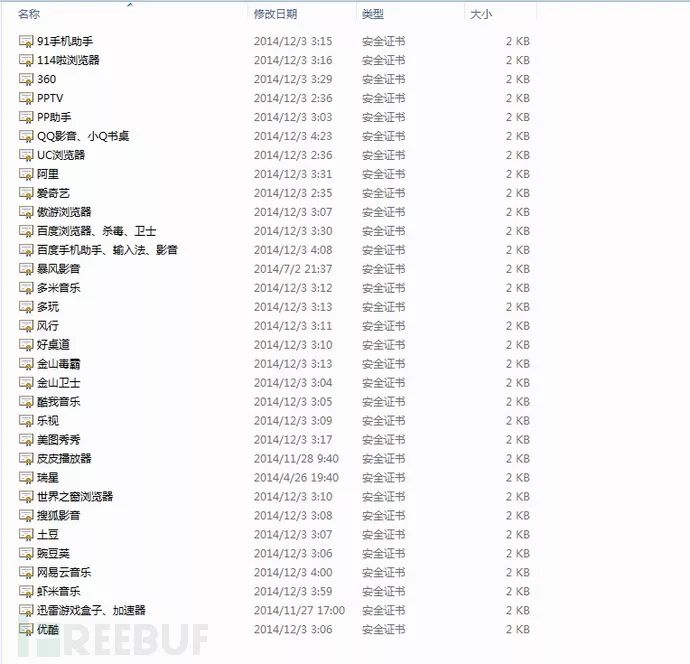 名称 修改日期 类型 大小
91手机助手 2014/12/3 3:15 安全证书 2 KB
114啦浏览器 2014/12/3 3:16 安全证书 2 KB
360 2014/12/3 3:29 安全证书 2 KB
PPTV 2014/12/3 2:36 安全证书 2 KB
PP助手 2014/12/3 3:03 安全证书 2 KB
QQ影音、小Q书桌 2014/12/3 4:23 安全证书 2 KB
UC浏览器 2014/12/3 2:36 安全证书 2 KB
阿里 2014/12/3 3:31 安全证书 2 KB
爱奇艺 2014/12/3 2:35 安全证书 2 KB
傲游浏览器 2014/12/3 3:07 安全证书 2 KB
百度浏览器、杀毒、卫士 2014/12/3 3:30 安全证书 2 KB
百度手机助手、输入法、影音 2014/12/3 4:08 安全证书 2 KB
暴风影音 2014/7/2 21:37 安全证书 2 KB
多米音乐 2014/12/3 3:12 安全证书 2 KB
多玩 2014/12/3 3:13 安全证书 2 KB
风行 2014/12/3 3:11 安全证书 2 KB
好桌道 2014/12/3 3:10 安全证书 2 KB
金山毒霸 2014/12/3 3:13 安全证书 2 KB
金山卫士 2014/12/3 3:04 安全证书 2 KB
酷我音乐 2014/12/3 3:05 安全证书 2 KB
乐视 2014/12/3 3:09 安全证书 2 KB
美图秀秀 2014/12/3 3:17 安全证书 2 KB
皮皮播放器 2014/11/28 9:40 安全证书 2 KB
瑞星 2014/4/26 19:40 安全证书 2 KB
世界之窗浏览器 2014/12/3 3:10 安全证书 2 KB
搜狐影音 2014/12/3 3:08 安全证书 2 KB
土豆 2014/12/3 3:07 安全证书 2 KB
豌豆荚 2014/12/3 3:06 安全证书 2 KB
网易云音乐 2014/12/3 4:00 安全证书 2 KB
虾米音乐 2014/12/3 3:59 安全证书 2 KB
迅雷游戏盒子、加速器 2014/11/27 17:00 安全证书 2 KB
优酷 2014/12/3 3:06 安全证书 2 KB
FREEBUF